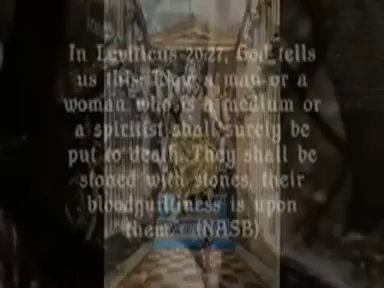 In Leviticus 20:27, God tells
us this: Now a man or a
woman who is a medium or
a spiritist shall surely be
put to death. They shall be
stoned with stones, their
bloodguiltiness is upon
them. (NASB)